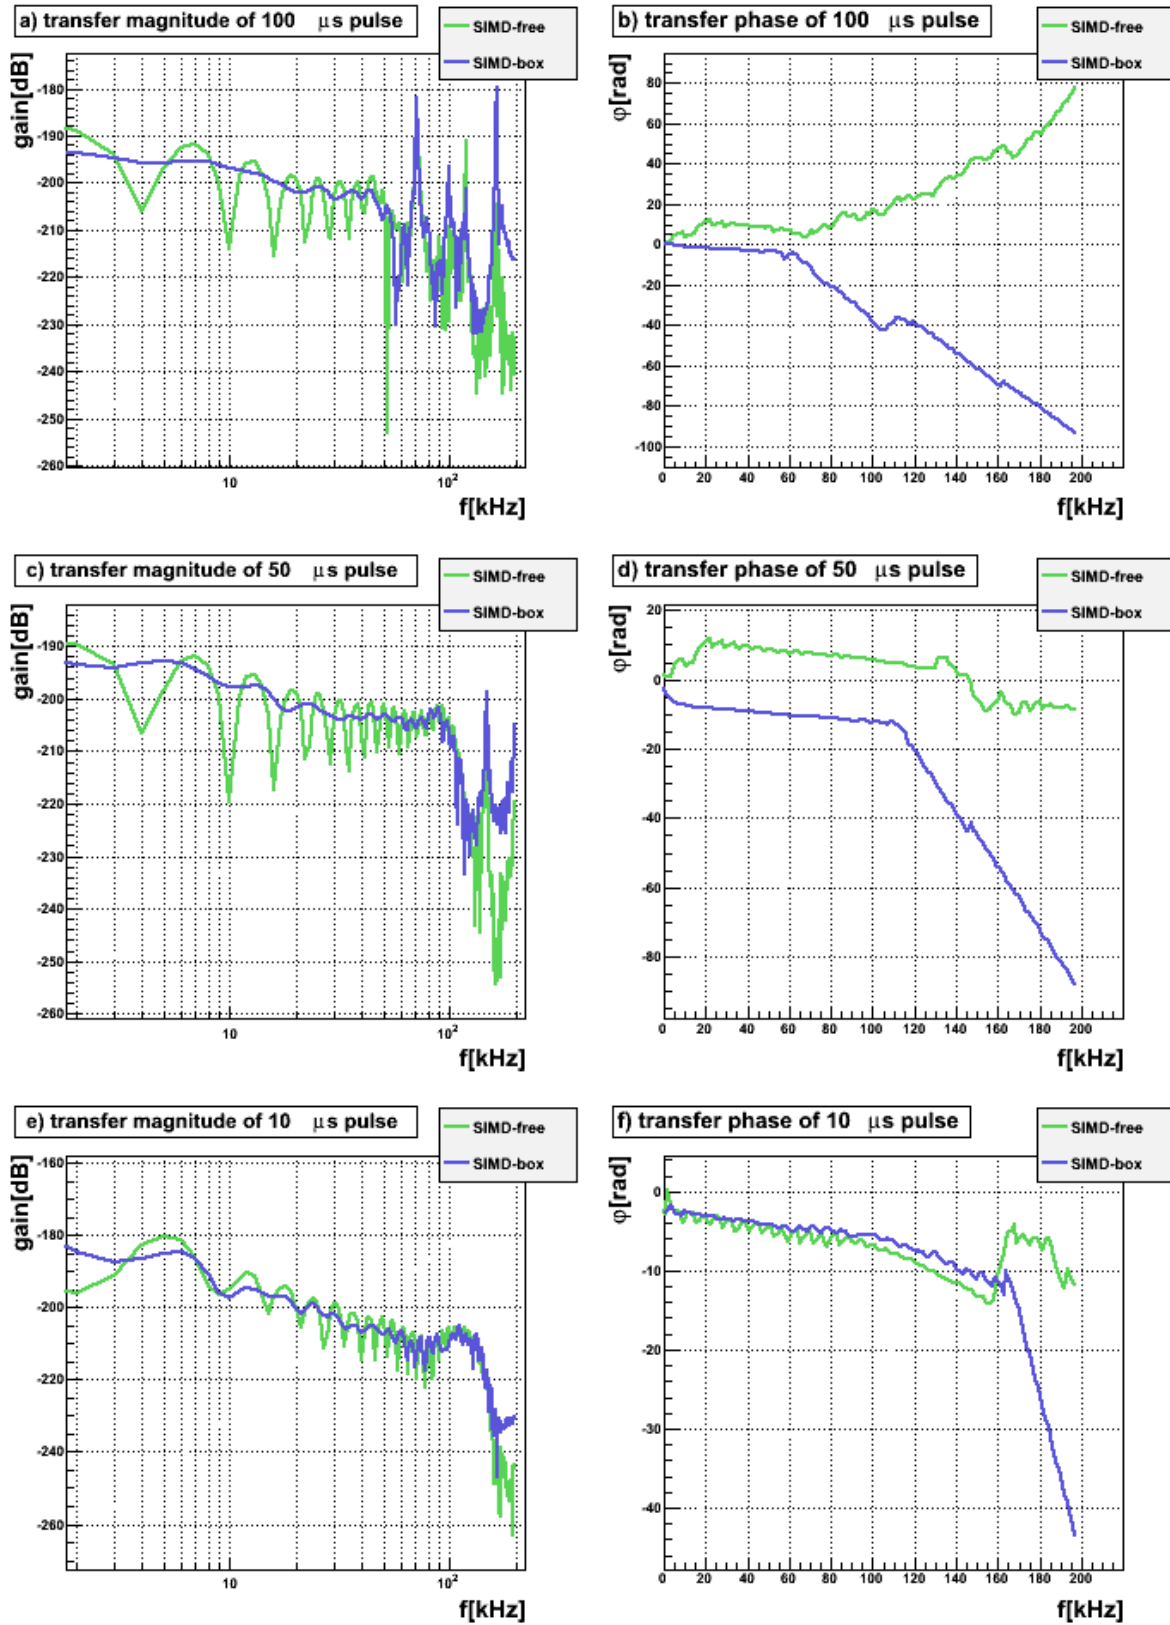 a) transfer magnitude of 100 μs pulse
SIMD-free
SIMD-box
gain[dB]
-180
-190
-200
-210
-220
-230
-240
-250
-260
10
10²
f[kHz]
b) transfer phase of 100 μs pulse
SIMD-free
SIMD-box
φ[rad]
80
60
40
20
0
-20
-40
-60
-80
-100
0 20 40 60 80 100 120 140 160 180 200
f[kHz]
c) transfer magnitude of 50 μs pulse
SIMD-free
SIMD-box
gain[dB]
-190
-200
-210
-220
-230
-240
-250
-260
10
10²
f[kHz]
d) transfer phase of 50 μs pulse
SIMD-free
SIMD-box
φ[rad]
20
0
-20
-40
-60
-80
0 20 40 60 80 100 120 140 160 180 200
f[kHz]
e) transfer magnitude of 10 μs pulse
SIMD-free
SIMD-box
gain[dB]
-160
-180
-200
-220
-240
-260
10
10²
f[kHz]
f) transfer phase of 10 μs pulse
SIMD-free
SIMD-box
φ[rad]
0
-10
-20
-30
-40
0 20 40 60 80 100 120 140 160 180 200
f[kHz]